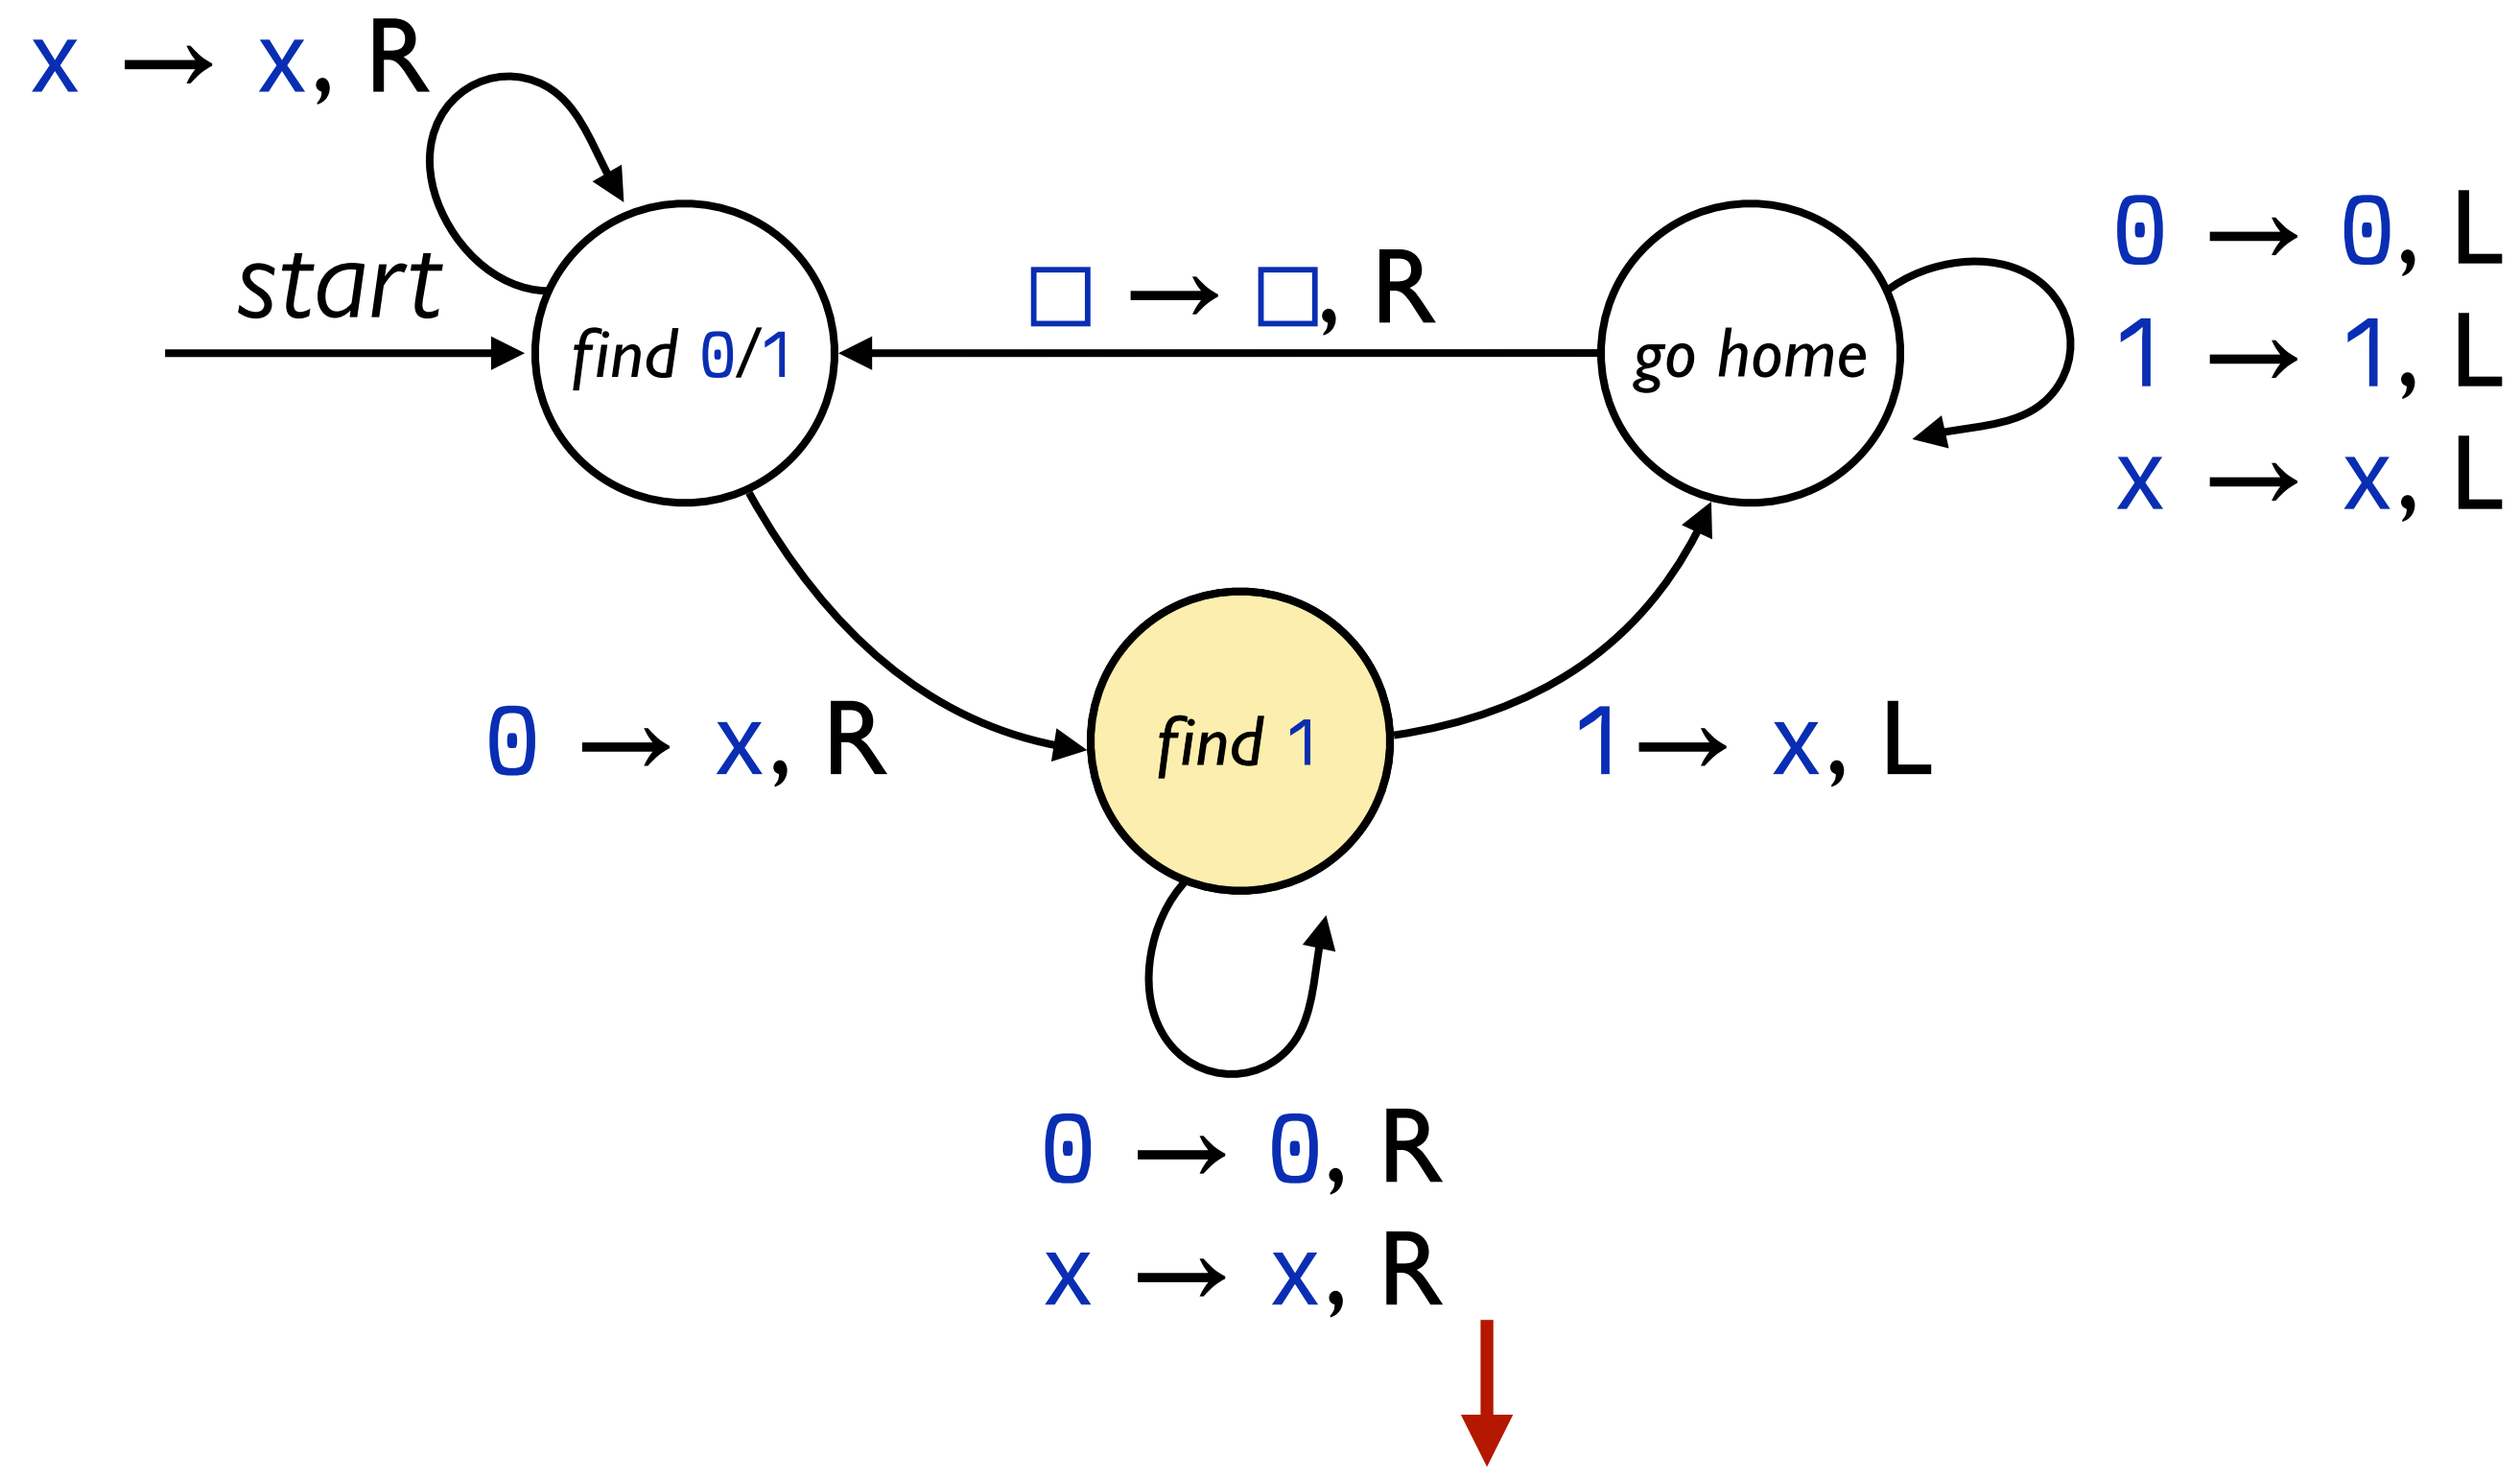 x → x, R
start
find 0/1
□ → □, R
go home
0 → 0, L
1 → 1, L
x → x, L
0 → x, R
find 1
1 → x, L
0 → 0, R
x → x, R